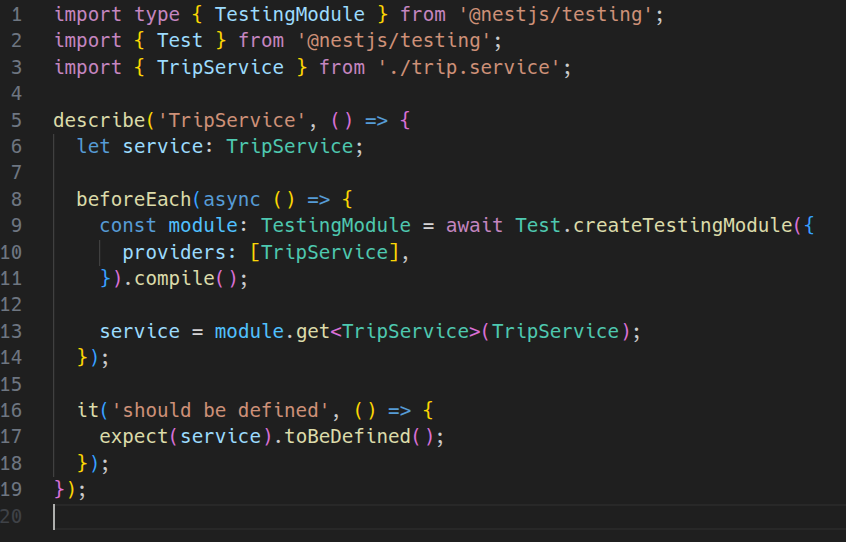 1 import type { TestingModule } from '@nestjs/testing';
2 import { Test } from '@nestjs/testing';
3 import { TripService } from './trip.service';
4
5 describe('TripService', () => {
6   let service: TripService;
7
8   beforeEach(async () => {
9     const module: TestingModule = await Test.createTestingModule({
10       providers: [TripService],
11     }).compile();
12
13     service = module.get<TripService>(TripService);
14   });
15
16   it('should be defined', () => {
17     expect(service).toBeDefined();
18   });
19 });
20